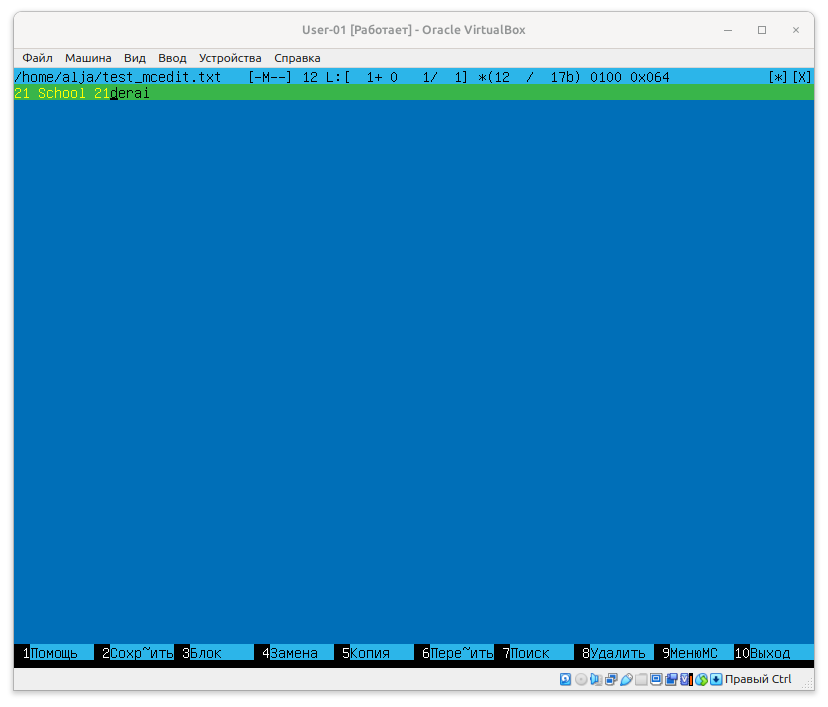 User-01 [Работает] - Oracle VirtualBox
Файл Машина Вид Ввод Устройства Справка
/home/alja/test_mcedit.txt [-M--] 12 L:[ 1+ 0 1/ 1] *(12 / 17b) 0100 0x064 [*][X]
21 School 21derai
1Помощь 2Сохр~ить 3Блок 4Замена 5Копия 6Пере~ить 7Поиск 8Удалить 9МенюМС 10Выход
Правый Ctrl